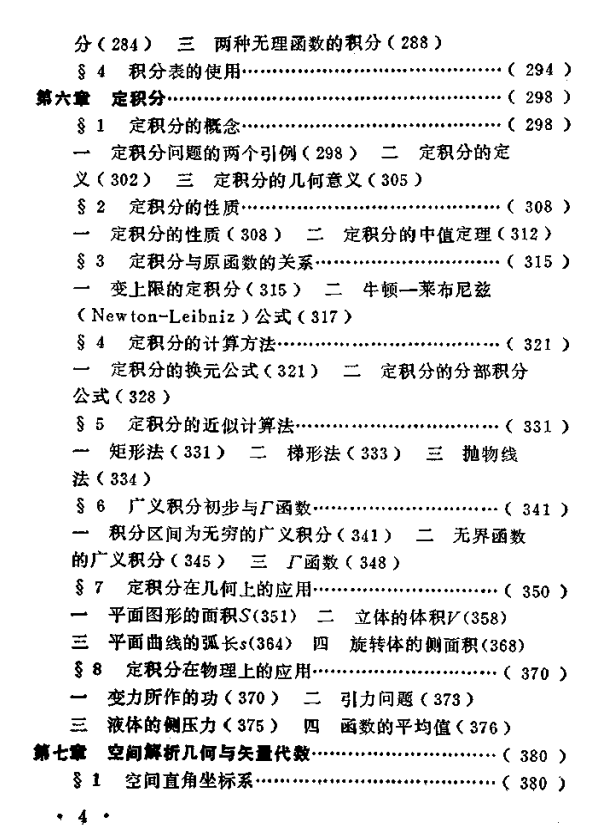 分(284) 三 两种无理函数的积分(288)
§4 积分表的使用……………………………………(294)
第六章 定积分………………………………………………(298)
§1 定积分的概念……………………………………(298)
一 定积分问题的两个引例(298) 二 定积分的定
义(302) 三 定积分的几何意义(305)
§2 定积分的性质……………………………………(308)
一 定积分的性质(308) 二 定积分的中值定理(312)
§3 定积分与原函数的关系…………………………(315)
一 变上限的定积分(315) 二 牛顿—莱布尼兹
(Newton-Leibniz)公式(317)
§4 定积分的计算方法………………………………(321)
一 定积分的换元公式(321) 二 定积分的分部积分
公式(328)
§5 定积分的近似计算法……………………………(331)
一 矩形法(331) 二 梯形法(333) 三 抛物线
法(334)
§6 广义积分初步与Γ函数…………………………(341)
一 积分区间为无穷的广义积分(341) 二 无界函数
的广义积分(345) 三 Γ函数(348)
§7 定积分在几何上的应用…………………………(350)
一 平面图形的面积S(351) 二 立体的体积V(358)
三 平面曲线的弧长s(364) 四 旋转体的侧面积(368)
§8 定积分在物理上的应用…………………………(370)
一 变力所作的功(370) 二 引力问题(373)
三 液体的侧压力(375) 四 函数的平均值(376)
第七章 空间解析几何与矢量代数…………………………(380)
§1 空间直角坐标系…………………………………(380)
· 4 ·